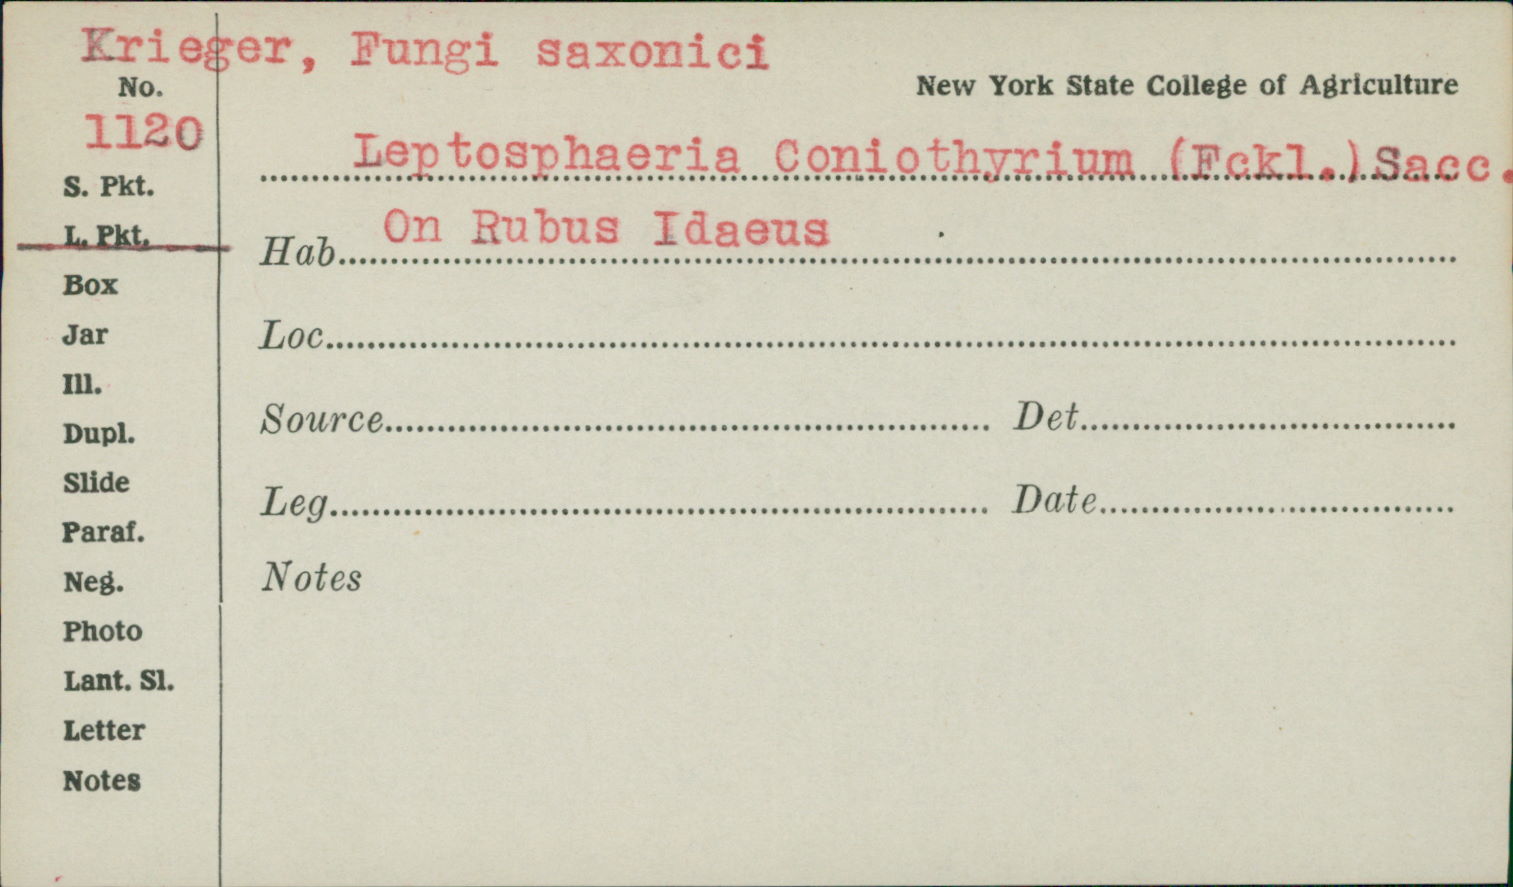 Krieger, Fungi saxonici
No.
New York State College of Agriculture
1120
Leptosphaeria Coniothyrium (Fckl.)Sacc.
S. Pkt.
On Rubus Idaeus
L. Pkt.
Hab.
Box
Loc.
Jar
Ill.
Source Det.
Dupl.
Slide
Leg. Date
Paraf.
Neg.
Notes
Photo
Lant. Sl.
Letter
Notes